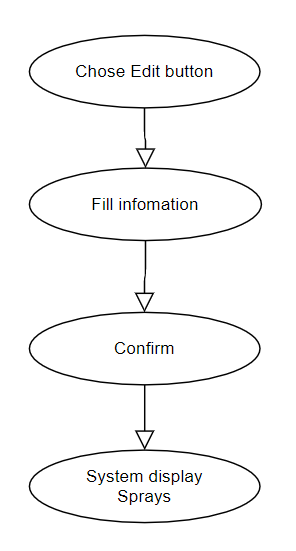 Chose Edit button
Fill infomation
Confirm
System display
Sprays